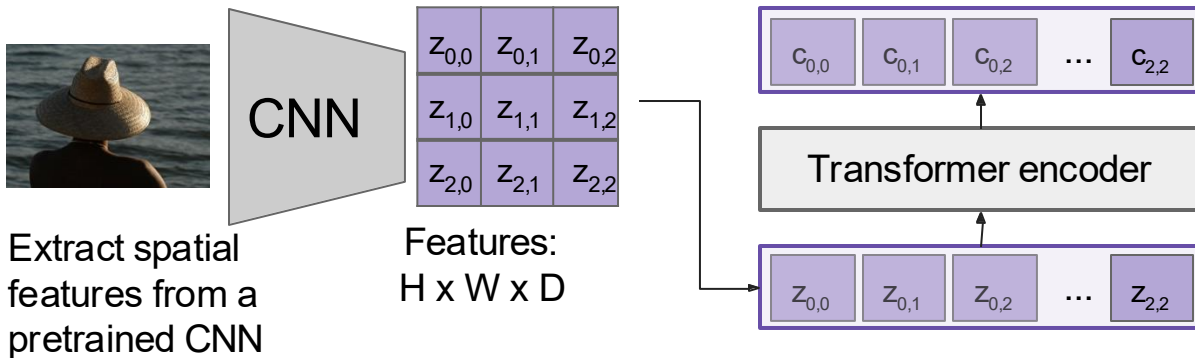 CNN
z0,0 z0,1 z0,2
z1,0 z1,1 z1,2
z2,0 z2,1 z2,2
Extract spatial
features from a
pretrained CNN
Features:
H x W x D
c0,0 c0,1 c0,2 ... c2,2
Transformer encoder
z0,0 z0,1 z0,2 ... z2,2